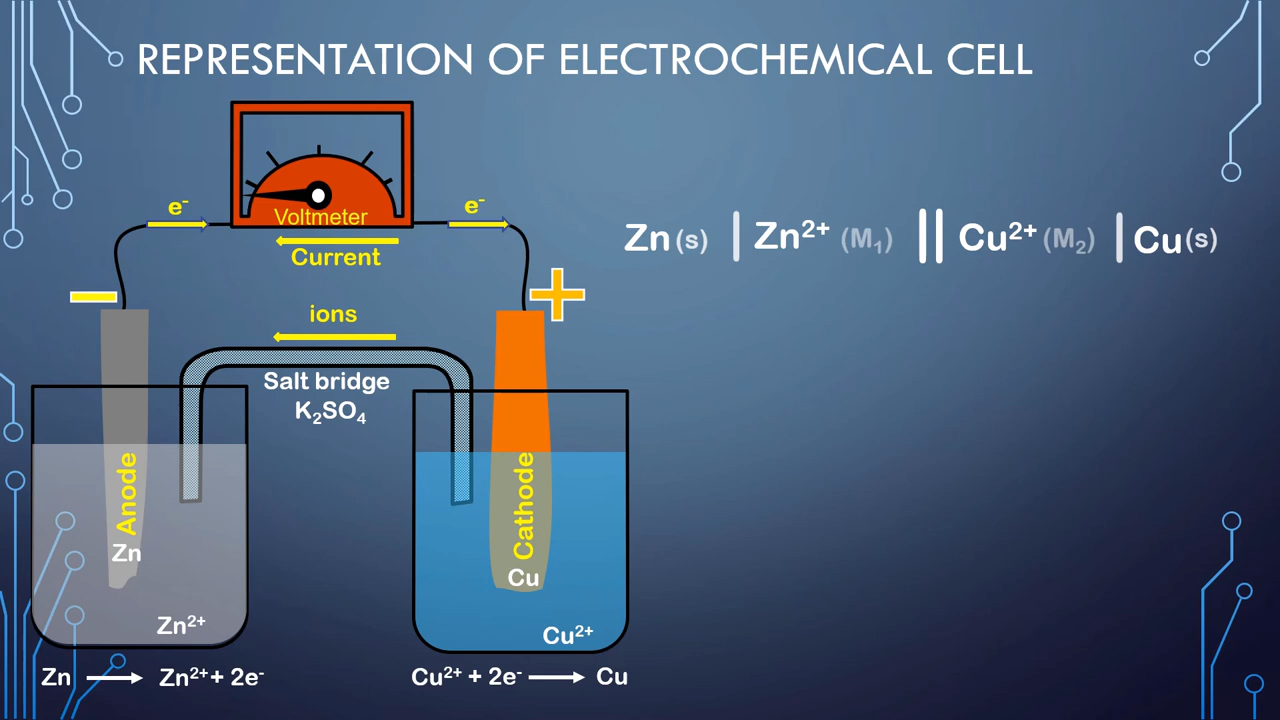 REPRESENTATION OF ELECTROCHEMICAL CELL
e⁻
e⁻
Voltmeter
Current
Zn (s) | Zn²⁺ (M₁) || Cu²⁺ (M₂) | Cu (s)
−
+
ions
Salt bridge
K₂SO₄
Anode
Zn
Cathode
Cu
Zn²⁺
Cu²⁺
Zn ⟶ Zn²⁺ + 2e⁻
Cu²⁺ + 2e⁻ ⟶ Cu